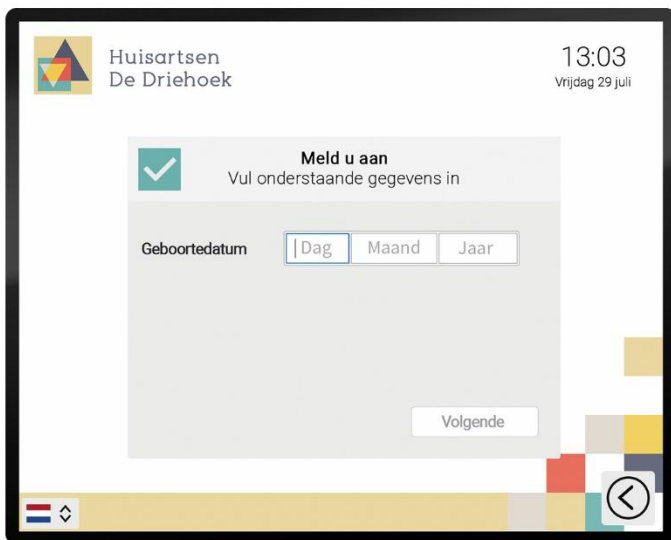 Huisartsen
De Driehoek
13:03
Vrijdag 29 juli
Meld u aan
Vul onderstaande gegevens in
Geboortedatum
Dag
Maand
Jaar
Volgende